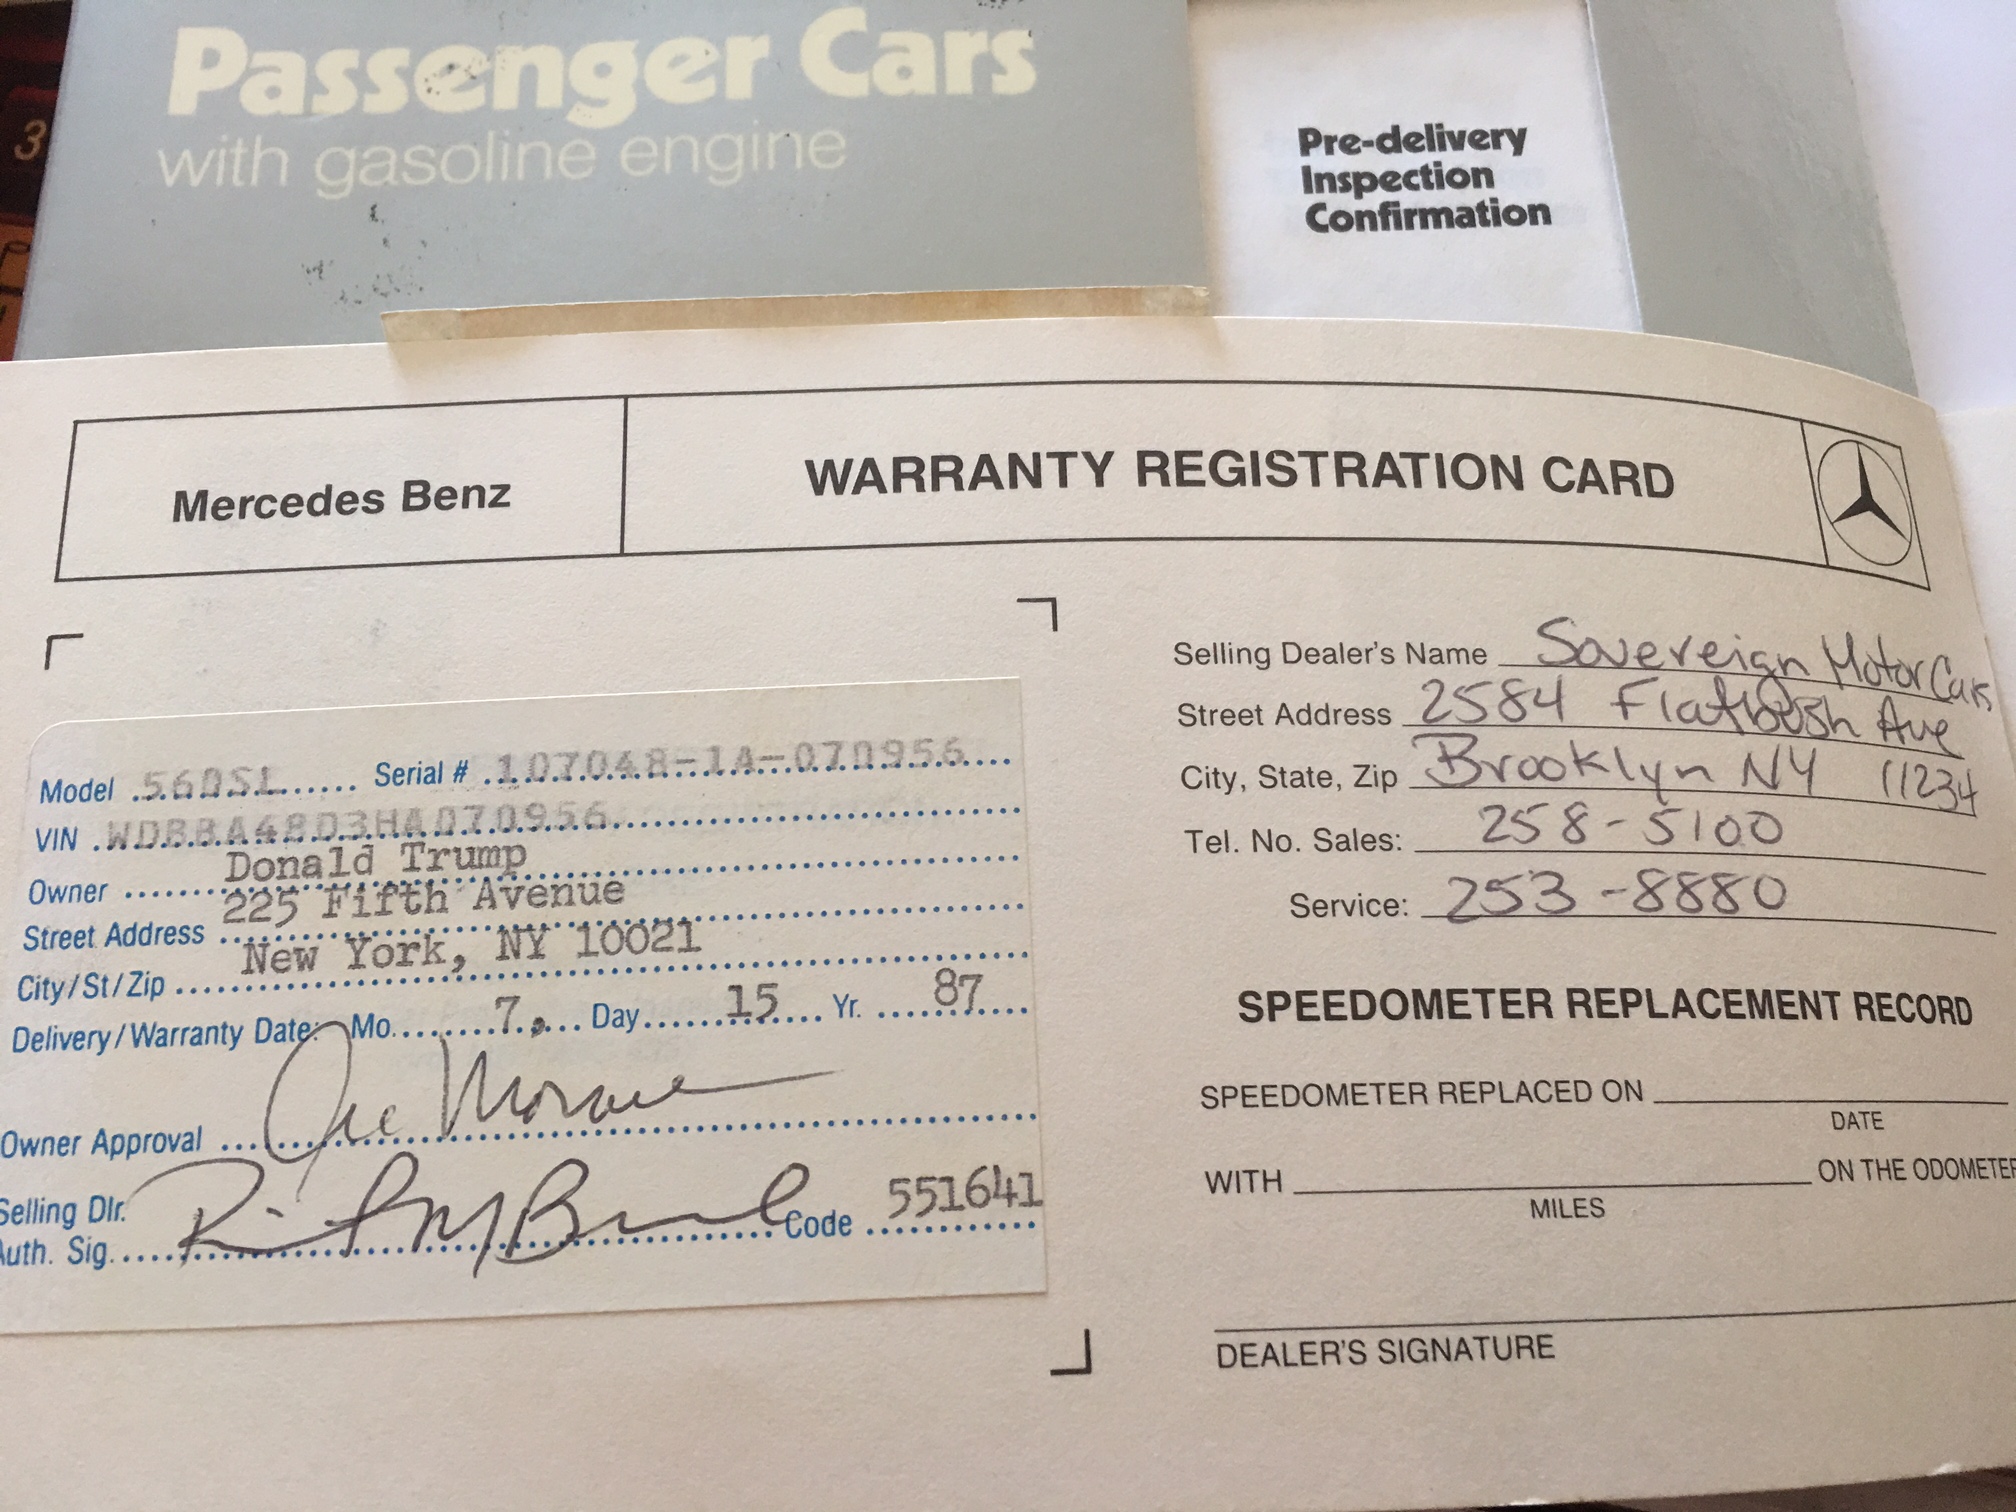 Passenger Cars
with gasoline engine
3
Pre-delivery
Inspection
Confirmation
Mercedes Benz
WARRANTY REGISTRATION CARD
Model 560SL Serial # 107048-1A-070956
VIN WDBBA48D3HA070956
Owner Donald Trump
Street Address 225 Fifth Avenue
City/St/Zip New York, NY 10021
Delivery/Warranty Date: Mo. 7. Day 15 Yr. 87
Owner Approval
Selling Dlr.
Auth. Sig. Code 551641
Selling Dealer's Name Sovereign MotorCars
Street Address 2584 Flatbush Ave
City, State, Zip Brooklyn NY 11234
Tel. No. Sales: 258-5100
Service: 253-8880
SPEEDOMETER REPLACEMENT RECORD
SPEEDOMETER REPLACED ON
DATE
WITH ON THE ODOMETER
MILES
DEALER'S SIGNATURE